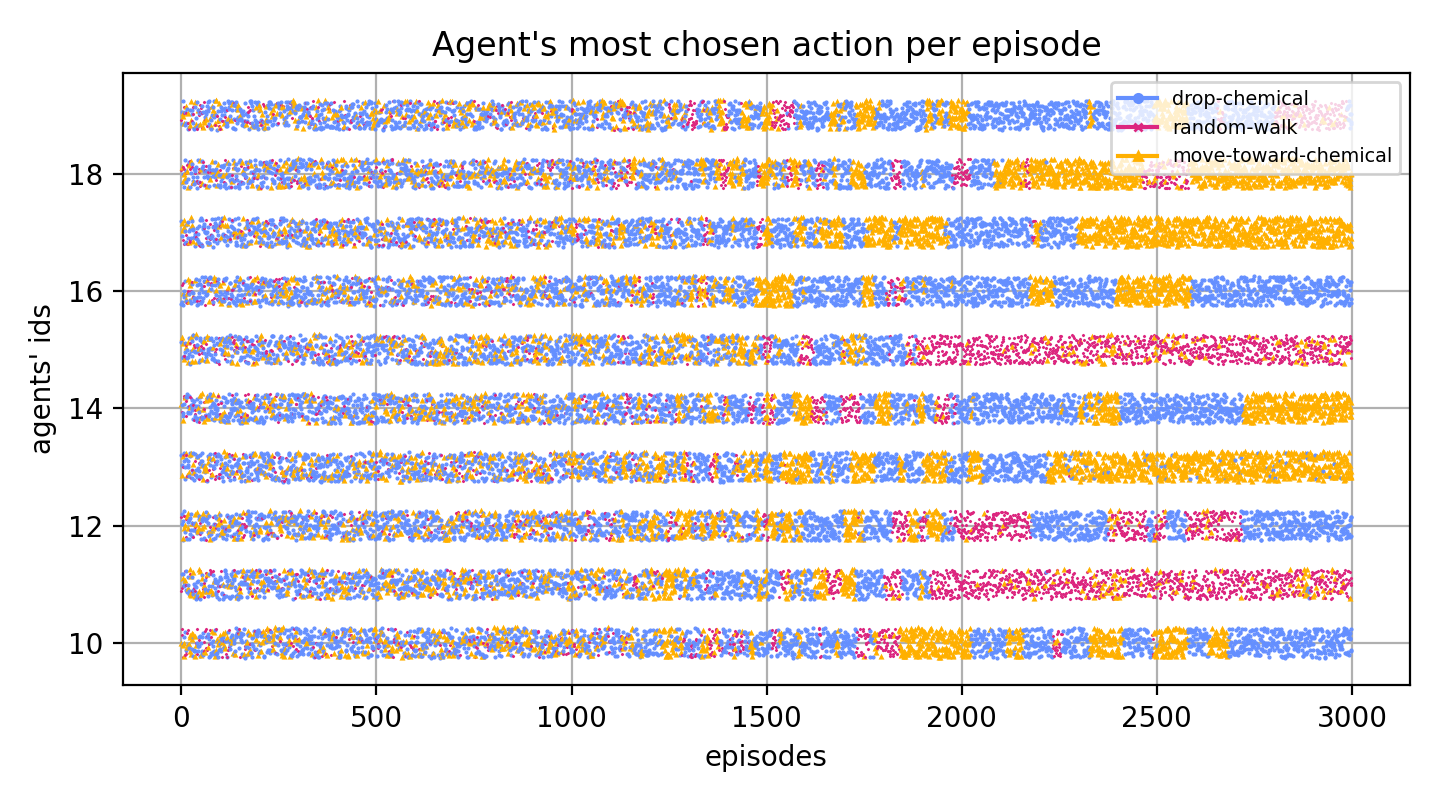 Agent's most chosen action per episode
drop-chemical
random-walk
move-toward-chemical
18
16
14
12
10
agents' ids
0 500 1000 1500 2000 2500 3000
episodes